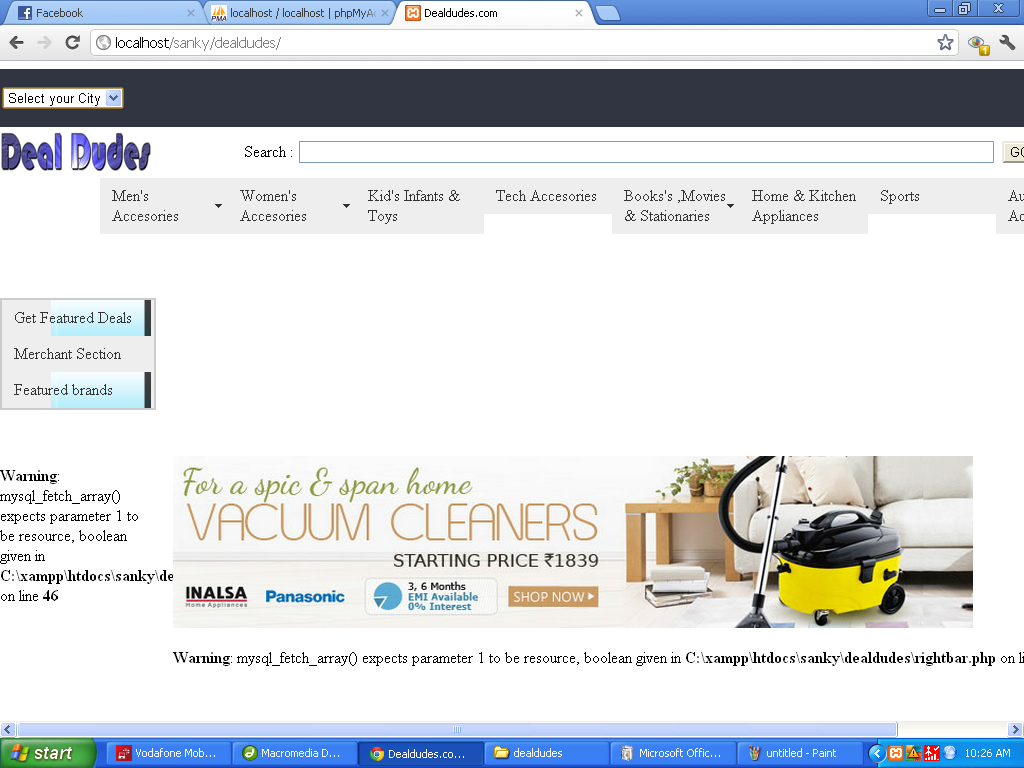 Facebook
localhost / localhost | phpMyAd
Dealdudes.com
localhost/sanky/dealdudes/
1
Select your City
Deal Dudes
Search :
GO
Men's Accesories
Women's Accesories
Kid's Infants & Toys
Tech Accesories
Books's ,Movies & Stationaries
Home & Kitchen Appliances
Sports
Au
Ac
Get Featured Deals
Merchant Section
Featured brands
Warning:
mysql_fetch_array()
expects parameter 1 to
be resource, boolean
given in
C:\xampp\htdocs\sanky\de
on line 46
For a spic & span home
VACUUM CLEANERS
STARTING PRICE ₹1839
INALSA
Home Appliances
Panasonic
3, 6 Months
EMI Available
0% Interest
SHOP NOW
Warning: mysql_fetch_array() expects parameter 1 to be resource, boolean given in C:\xampp\htdocs\sanky\dealdudes\rightbar.php on li
start
Vodafone Mob...
Macromedia D...
Dealdudes.co...
dealdudes
Microsoft Offic...
untitled - Paint
10:26 AM